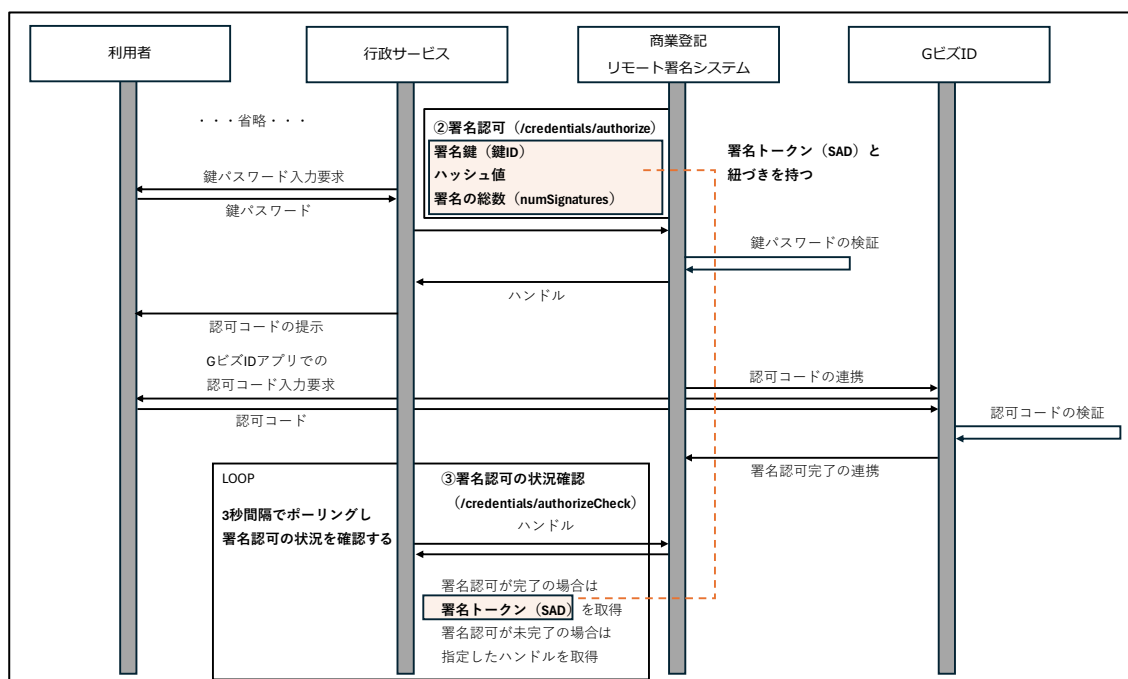 利用者
行政サービス
商業登記
リモート署名システム
GビズID
・・・省略・・・
②署名認可（/credentials/authorize）
署名鍵（鍵ID）
ハッシュ値
署名の総数（numSignatures）
署名トークン（SAD）と
紐づきを持つ
鍵パスワード入力要求
鍵パスワード
鍵パスワードの検証
ハンドル
認可コードの提示
GビズIDアプリでの
認可コード入力要求
認可コードの連携
認可コード
認可コードの検証
署名認可完了の連携
LOOP
3秒間隔でポーリングし
署名認可の状況を確認する
③署名認可の状況確認
（/credentials/authorizeCheck）
ハンドル
署名認可が完了の場合は
署名トークン（SAD）を取得
署名認可が未完了の場合は
指定したハンドルを取得